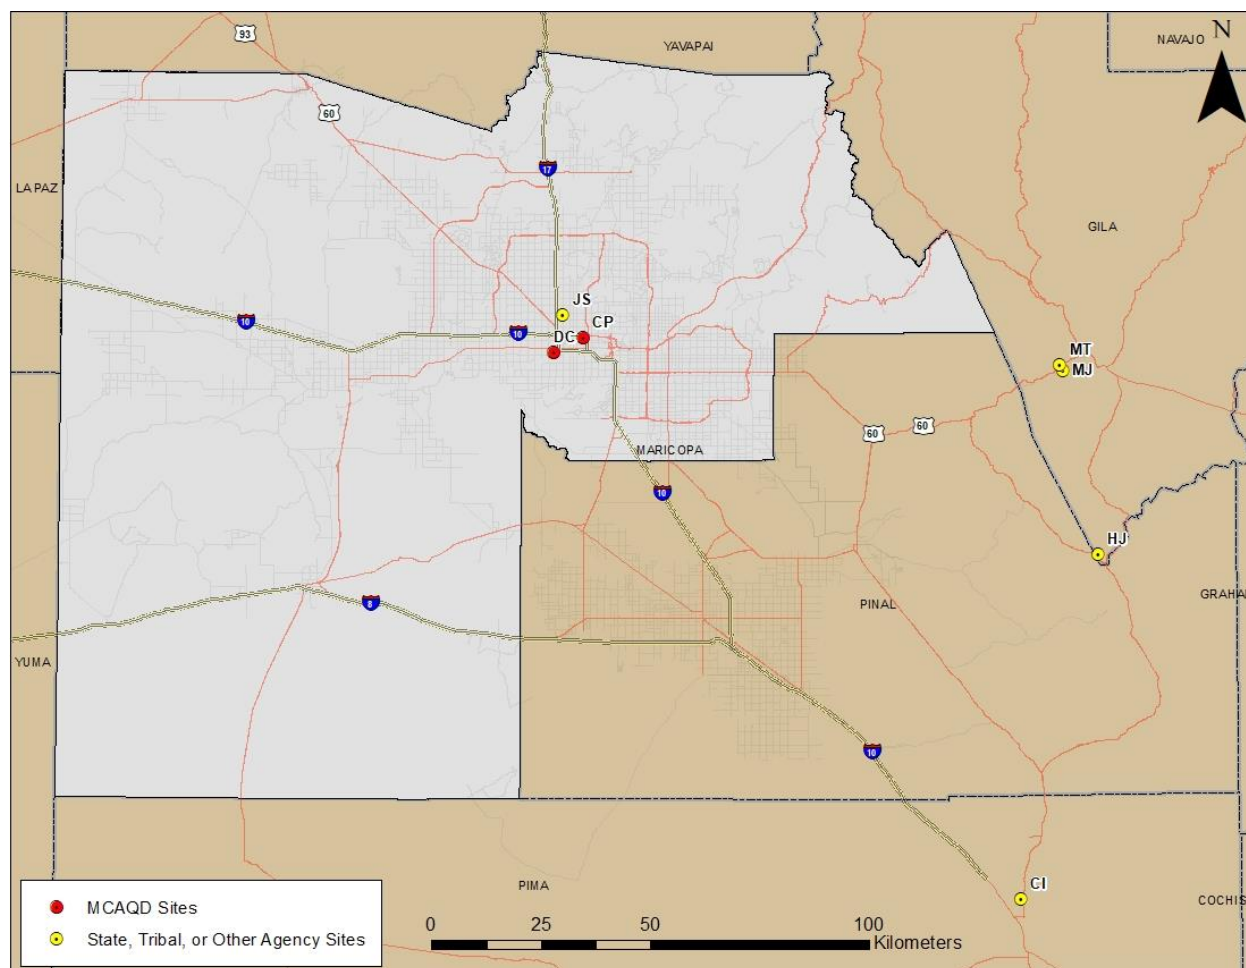 93
YAVAPAI
NAVAJO
N
60
17
LA PAZ
GILA
JS
10
10
CP
DC
MT
MJ
60
60
MARICOPA
10
HJ
8
PINAL
GRAHA
YUMA
10
PIMA
CI
COCHIS
MCAQD Sites
State, Tribal, or Other Agency Sites
0 25 50 100
Kilometers